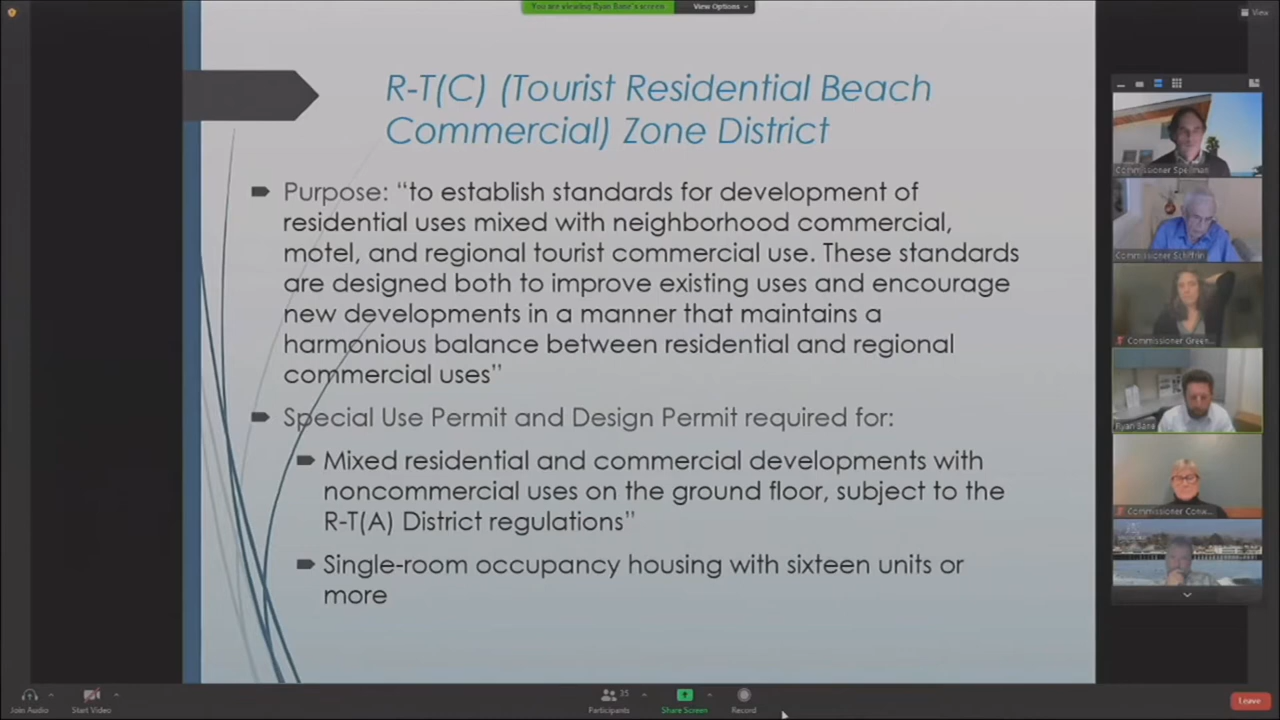 You are viewing Ryan Bane's screen
View Options
View
R-T(C) (Tourist Residential Beach
Commercial) Zone District
Purpose: “to establish standards for development of
residential uses mixed with neighborhood commercial,
motel, and regional tourist commercial use. These standards
are designed both to improve existing uses and encourage
new developments in a manner that maintains a
harmonious balance between residential and regional
commercial uses”
Special Use Permit and Design Permit required for:
Mixed residential and commercial developments with
noncommercial uses on the ground floor, subject to the
R-T(A) District regulations”
Single-room occupancy housing with sixteen units or
more
Commissioner Spellman
Commissioner Schiffrin
Commissioner Green...
Ryan Bane
Commissioner Conw...
Join Audio
Start Video
Participants
35
Share Screen
Record
Leave